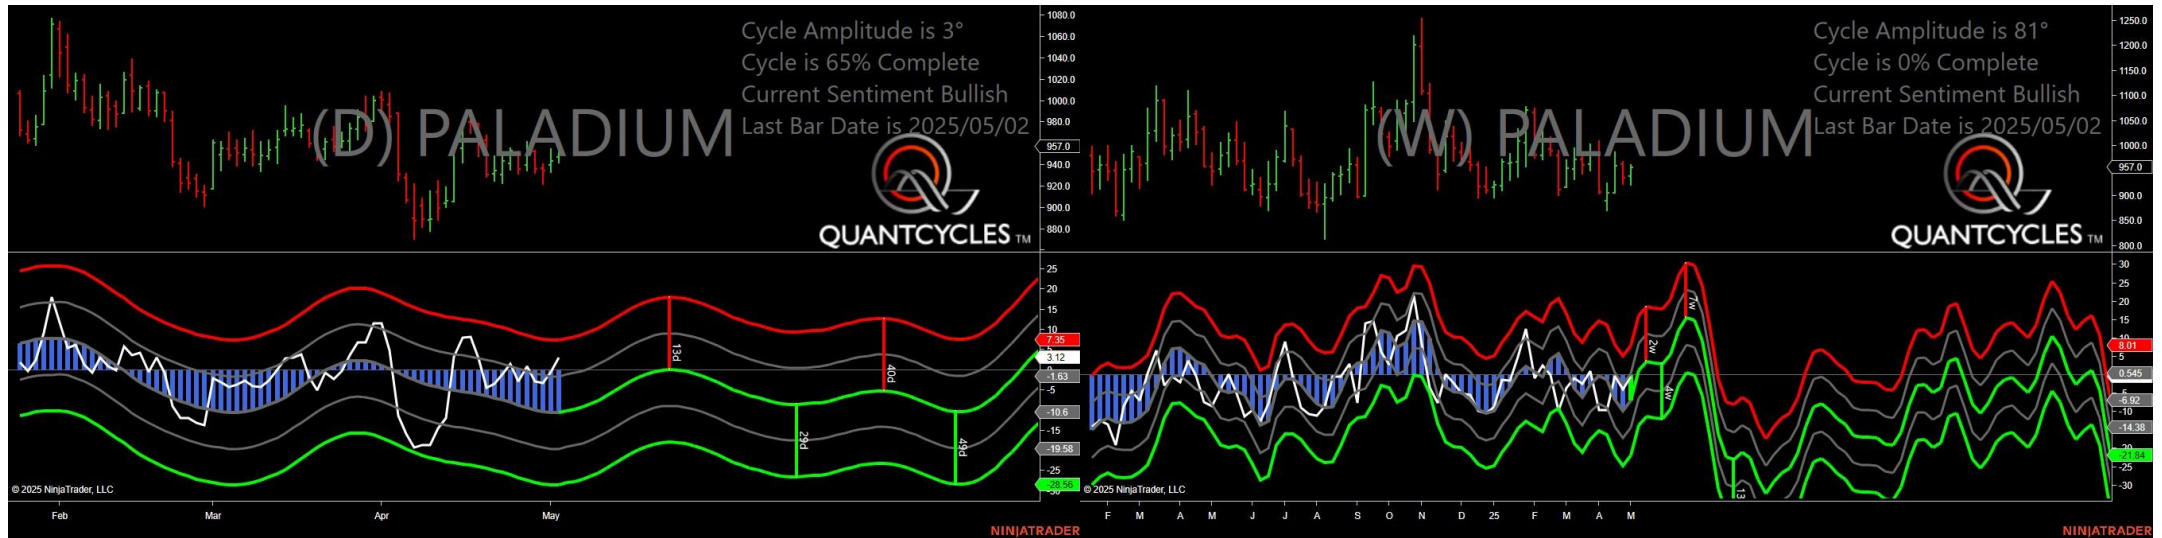 Cycle Amplitude is 3°
Cycle is 65% Complete
Current Sentiment Bullish
Last Bar Date is 2025/05/02
(D) PALADIUM
QUANTCYCLES TM
1080.0
1060.0
1040.0
1020.0
1000.0
980.0
957.0
940.0
920.0
900.0
880.0
25
20
15
10
7.35
3.12
0
-1.63
-5
-10.6
-15
-19.58
-25
-28.56
-30
13d
29d
40d
49d
© 2025 NinjaTrader, LLC
Feb Mar Apr May
NINJATRADER
Cycle Amplitude is 81°
Cycle is 0% Complete
Current Sentiment Bullish
Last Bar Date is 2025/05/02
(W) PALADIUM
QUANTCYCLES TM
1250.0
1200.0
1150.0
1100.0
1050.0
1000.0
957.0
900.0
850.0
800.0
30
25
20
15
8.01
5
0.545
-6.92
-10
-14.38
-20
-21.84
-25
-30
2w
4w
7w
13
© 2025 NinjaTrader, LLC
F M A M J J A S O N D 25 F M A M
NINJATRADER